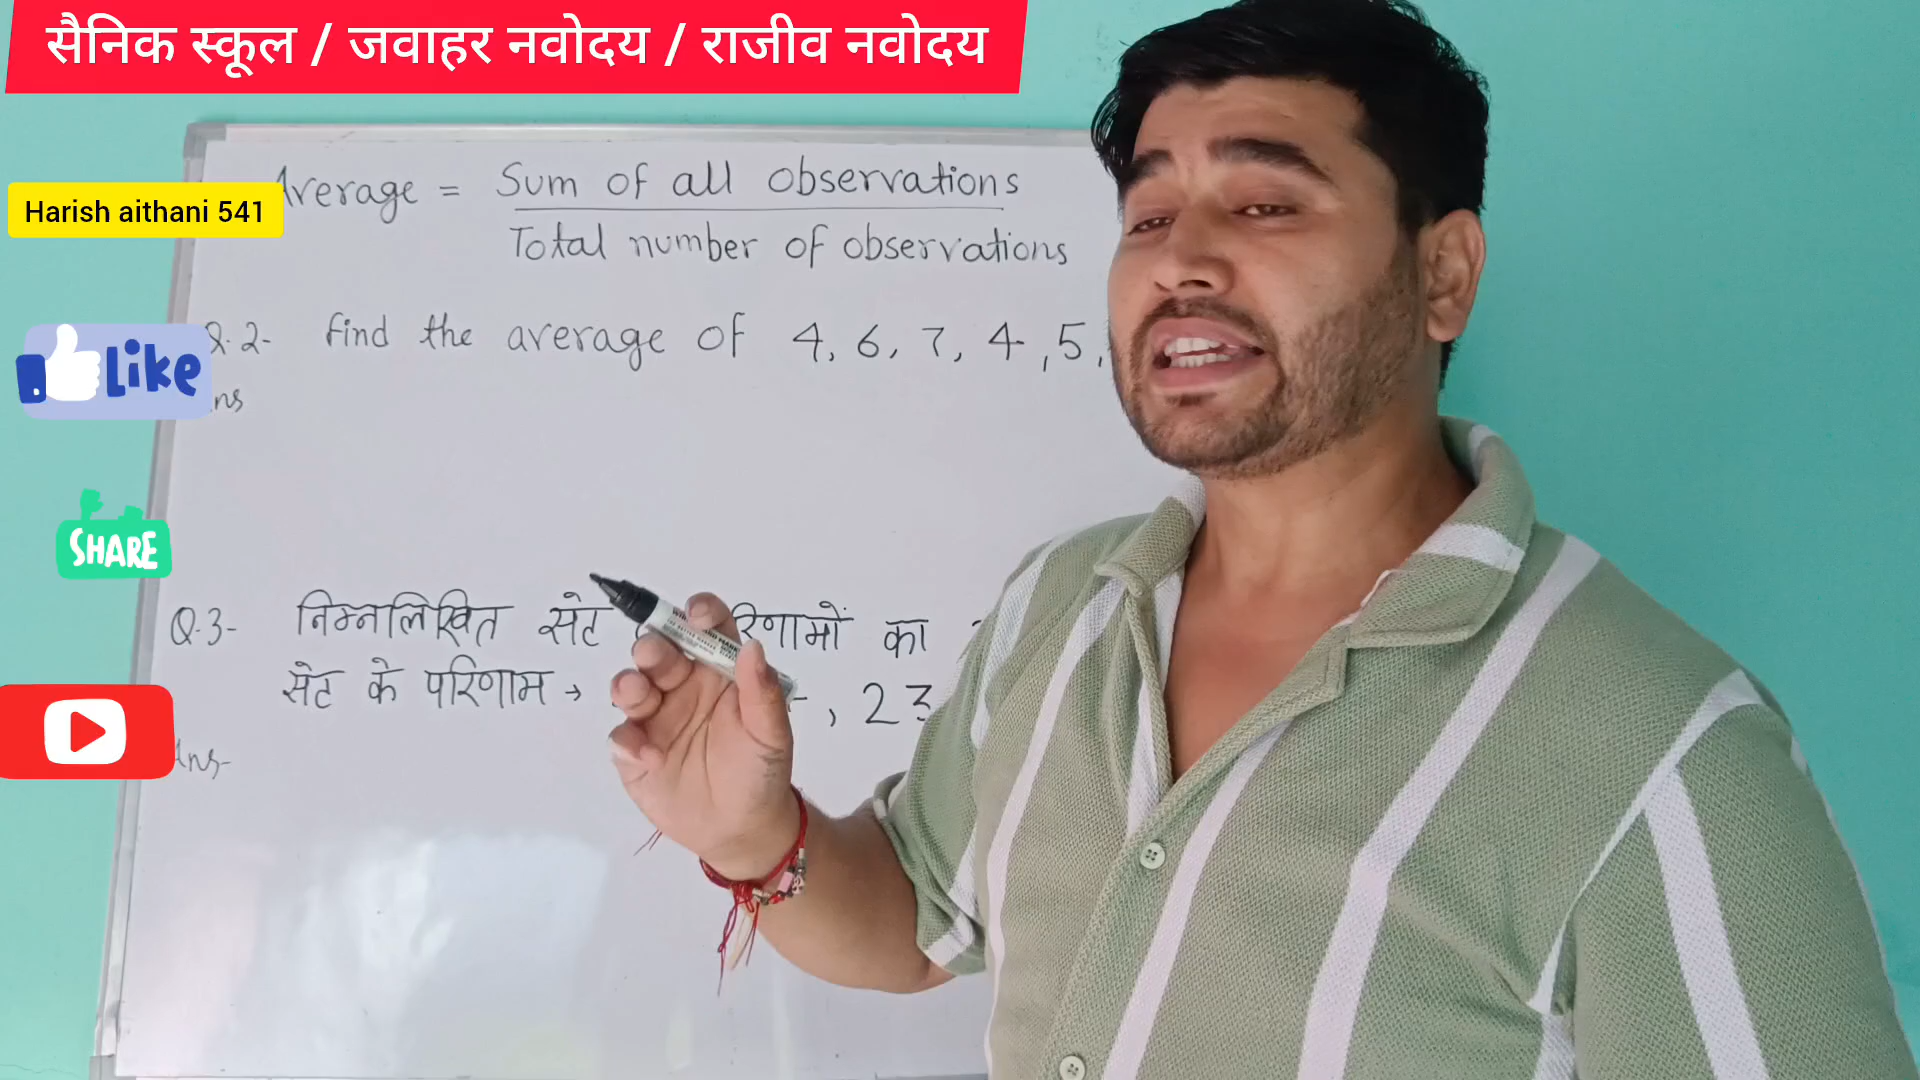 सैनिक स्कूल / जवाहर नवोदय / राजीव नवोदय
Average = Sum of all observations
Total number of observations
Harish aithani 541
Q.2- find the average of 4, 6, 7, 4, 5,
Like
Ans
SHARE
Q.3- निम्नलिखित सेट परिणामों का
सेट के परिणाम → , 23
Ans-